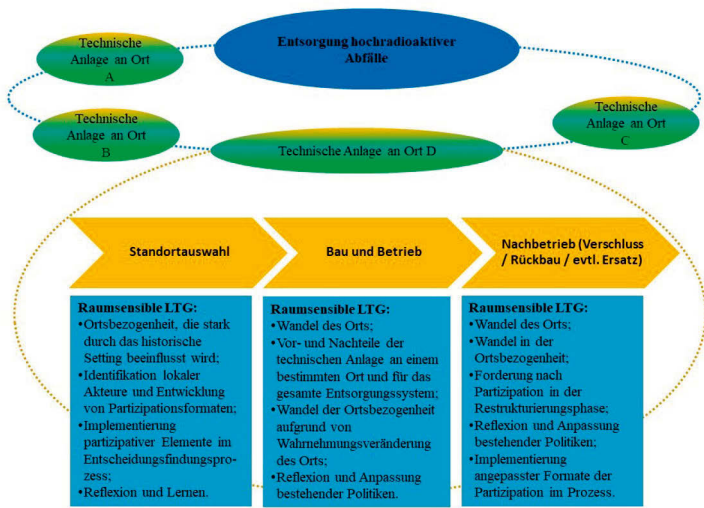 Entsorgung hochradioaktiver
Abfälle
Technische
Anlage an Ort
A
Technische
Anlage an Ort
B
Technische
Anlage an Ort
C
Technische Anlage an Ort D
Standortauswahl
Bau und Betrieb
Nachbetrieb (Verschluss
/ Rückbau / evtl. Ersatz)
Raumsensible LTG:
•Ortsbezogenheit, die stark
durch das historische
Setting beeinflusst wird;
•Identifikation lokaler
Akteure und Entwicklung
von Partizipationsformaten;
•Implementierung
partizipativer Elemente im
Entscheidungsfindungspro-
zess;
•Reflexion und Lernen.
Raumsensible LTG:
•Wandel des Orts;
•Vor- und Nachteile der
technischen Anlage an einem
bestimmten Ort und für das
gesamte Entsorgungssystem;
•Wandel der Ortsbezogenheit
aufgrund von
Wahrnehmungsveränderung
des Orts;
•Reflexion und Anpassung
bestehender Politiken.
Raumsensible LTG:
•Wandel des Orts;
•Wandel in der
Ortsbezogenheit;
•Forderung nach
Partizipation in der
Restrukturierungsphase;
•Reflexion und Anpassung
bestehender Politiken;
•Implementierung
angepasster Formate der
Partizipation im Prozess.